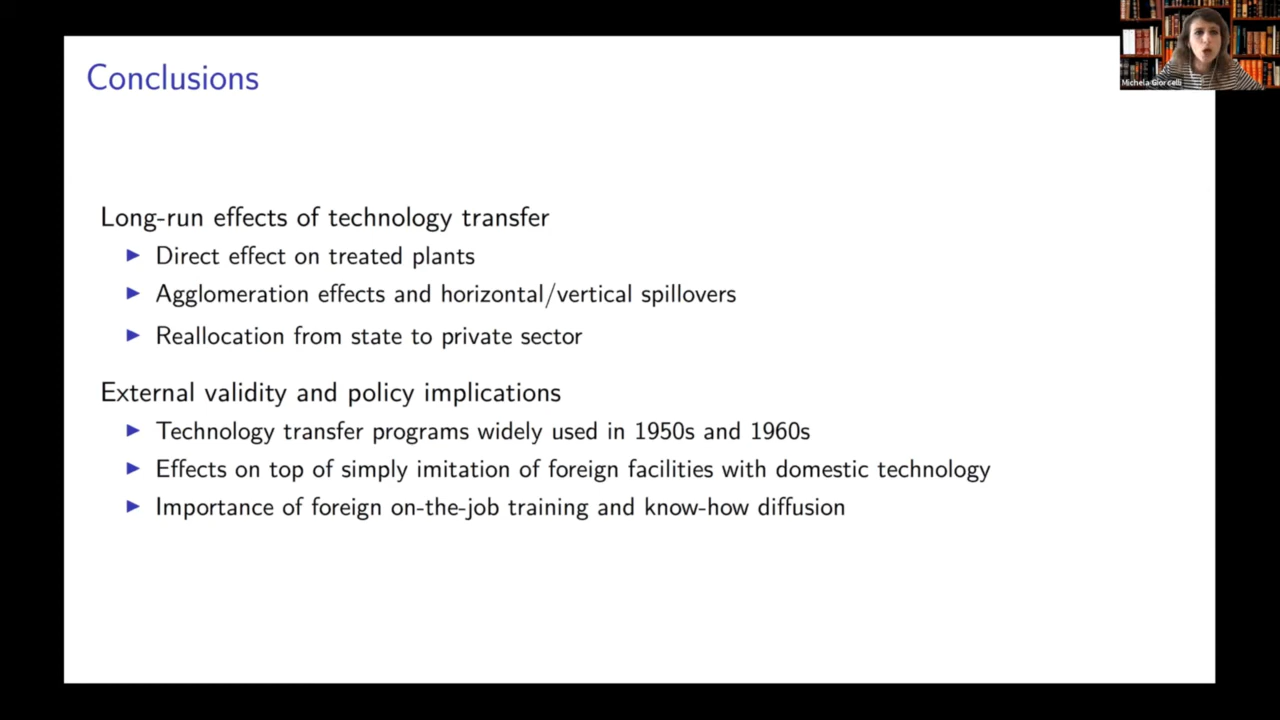 Conclusions
Michela Giorcelli
Long-run effects of technology transfer
▶ Direct effect on treated plants
▶ Agglomeration effects and horizontal/vertical spillovers
▶ Reallocation from state to private sector
External validity and policy implications
▶ Technology transfer programs widely used in 1950s and 1960s
▶ Effects on top of simply imitation of foreign facilities with domestic technology
▶ Importance of foreign on-the-job training and know-how diffusion